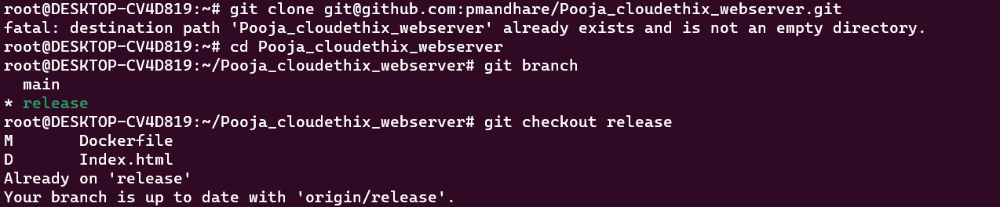 root@DESKTOP-CV4D819:~# git clone git@github.com:pmandhare/Pooja_cloudethix_webserver.git
fatal: destination path 'Pooja_cloudethix_webserver' already exists and is not an empty directory.
root@DESKTOP-CV4D819:~# cd Pooja_cloudethix_webserver
root@DESKTOP-CV4D819:~/Pooja_cloudethix_webserver# git branch
  main
* release
root@DESKTOP-CV4D819:~/Pooja_cloudethix_webserver# git checkout release
M       Dockerfile
D       Index.html
Already on 'release'
Your branch is up to date with 'origin/release'.